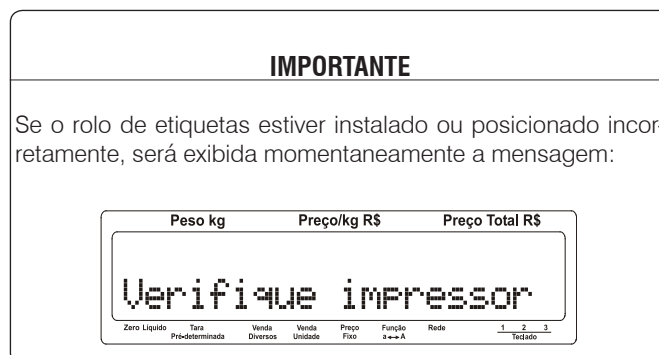 IMPORTANTE
Se o rolo de etiquetas estiver instalado ou posicionado incor-
retamente, será exibida momentaneamente a mensagem:
Peso kg Preço/kg R$ Preço Total R$
Verifique impressor
Zero Líquido Tara Pré-determinada Venda Diversos Venda Unidade Preço Fixo Função a↔A Rede 1 2 3 Teclado